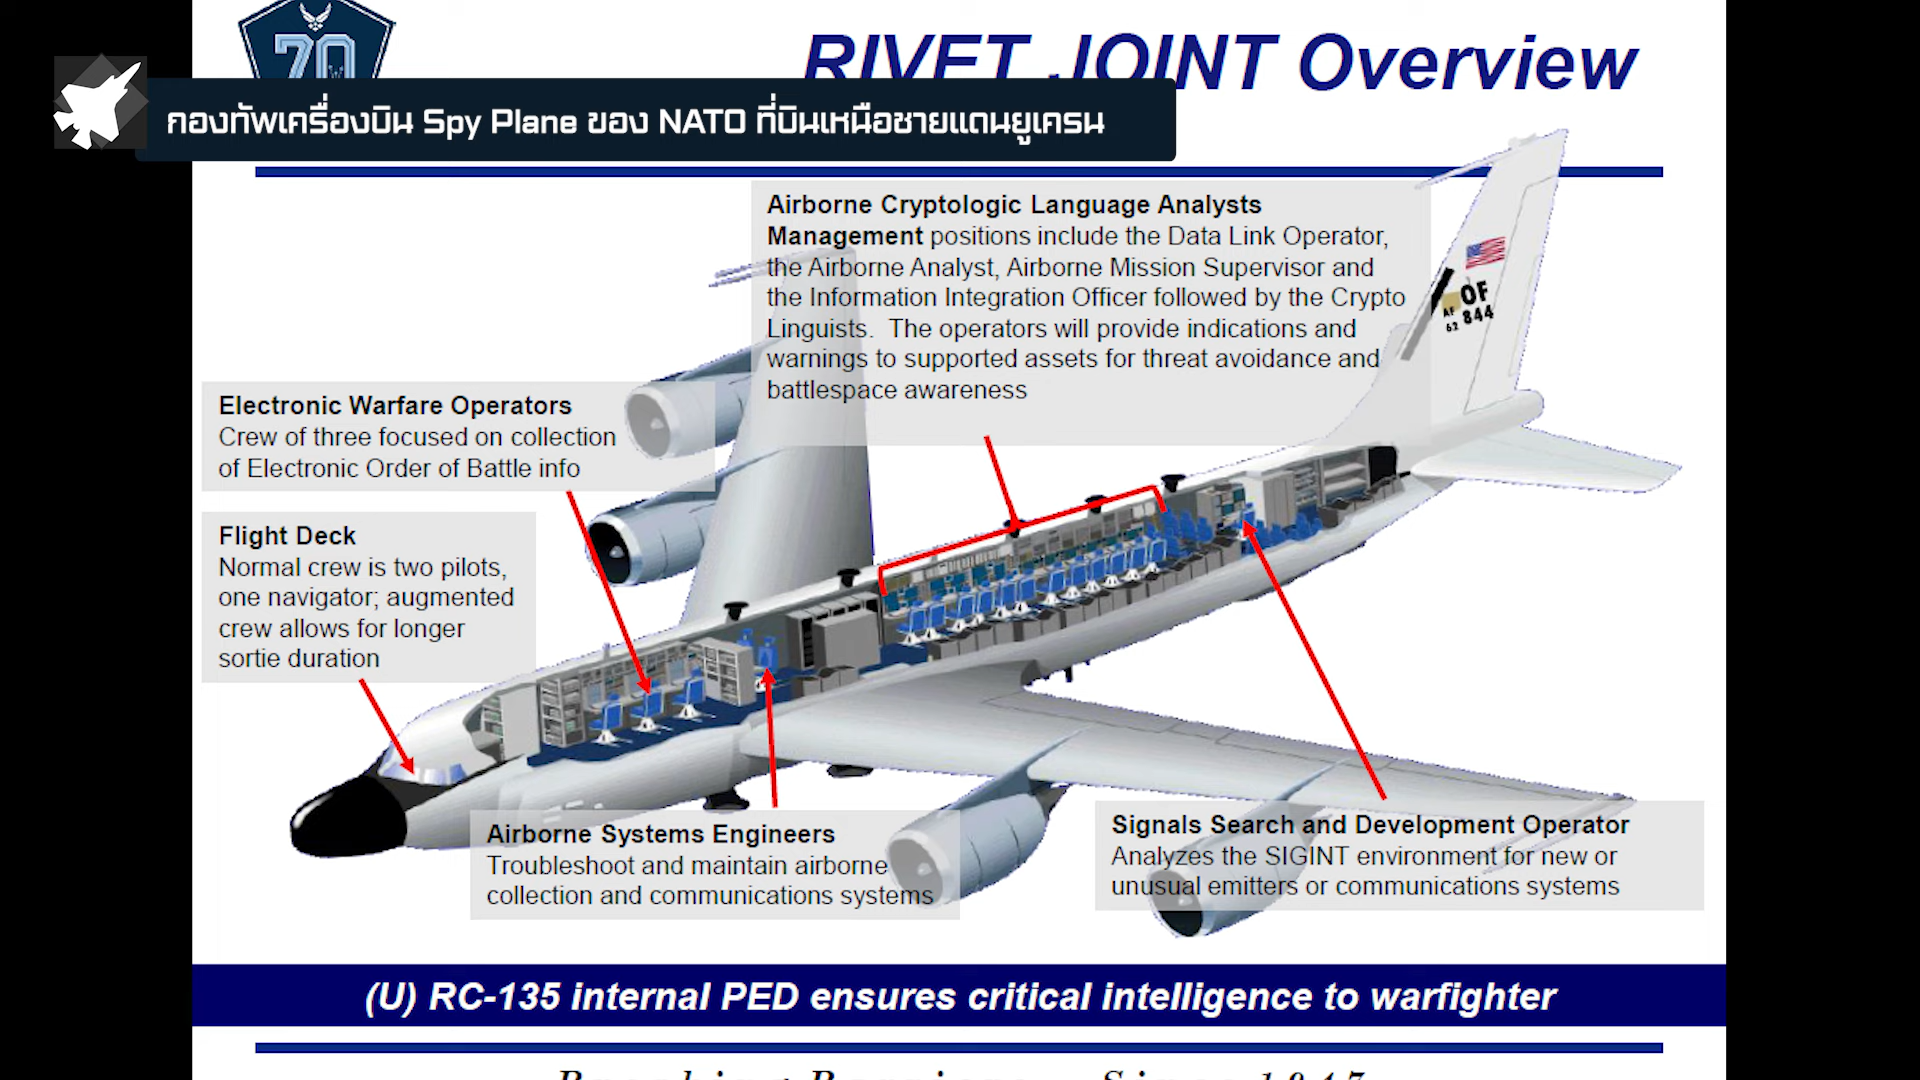 70
RIVET JOINT Overview
กองทัพเครื่องบิน Spy Plane ของ NATO ที่บินเหนือชายแดนยูเครน
Airborne Cryptologic Language Analysts
Management positions include the Data Link Operator,
the Airborne Analyst, Airborne Mission Supervisor and
the Information Integration Officer followed by the Crypto
Linguists. The operators will provide indications and
warnings to supported assets for threat avoidance and
battlespace awareness
OF
AF
62 844
Electronic Warfare Operators
Crew of three focused on collection
of Electronic Order of Battle info
Flight Deck
Normal crew is two pilots,
one navigator; augmented
crew allows for longer
sortie duration
Airborne Systems Engineers
Troubleshoot and maintain airborne
collection and communications systems
Signals Search and Development Operator
Analyzes the SIGINT environment for new or
unusual emitters or communications systems
(U) RC-135 internal PED ensures critical intelligence to warfighter
Breaking Barriers Since 1947